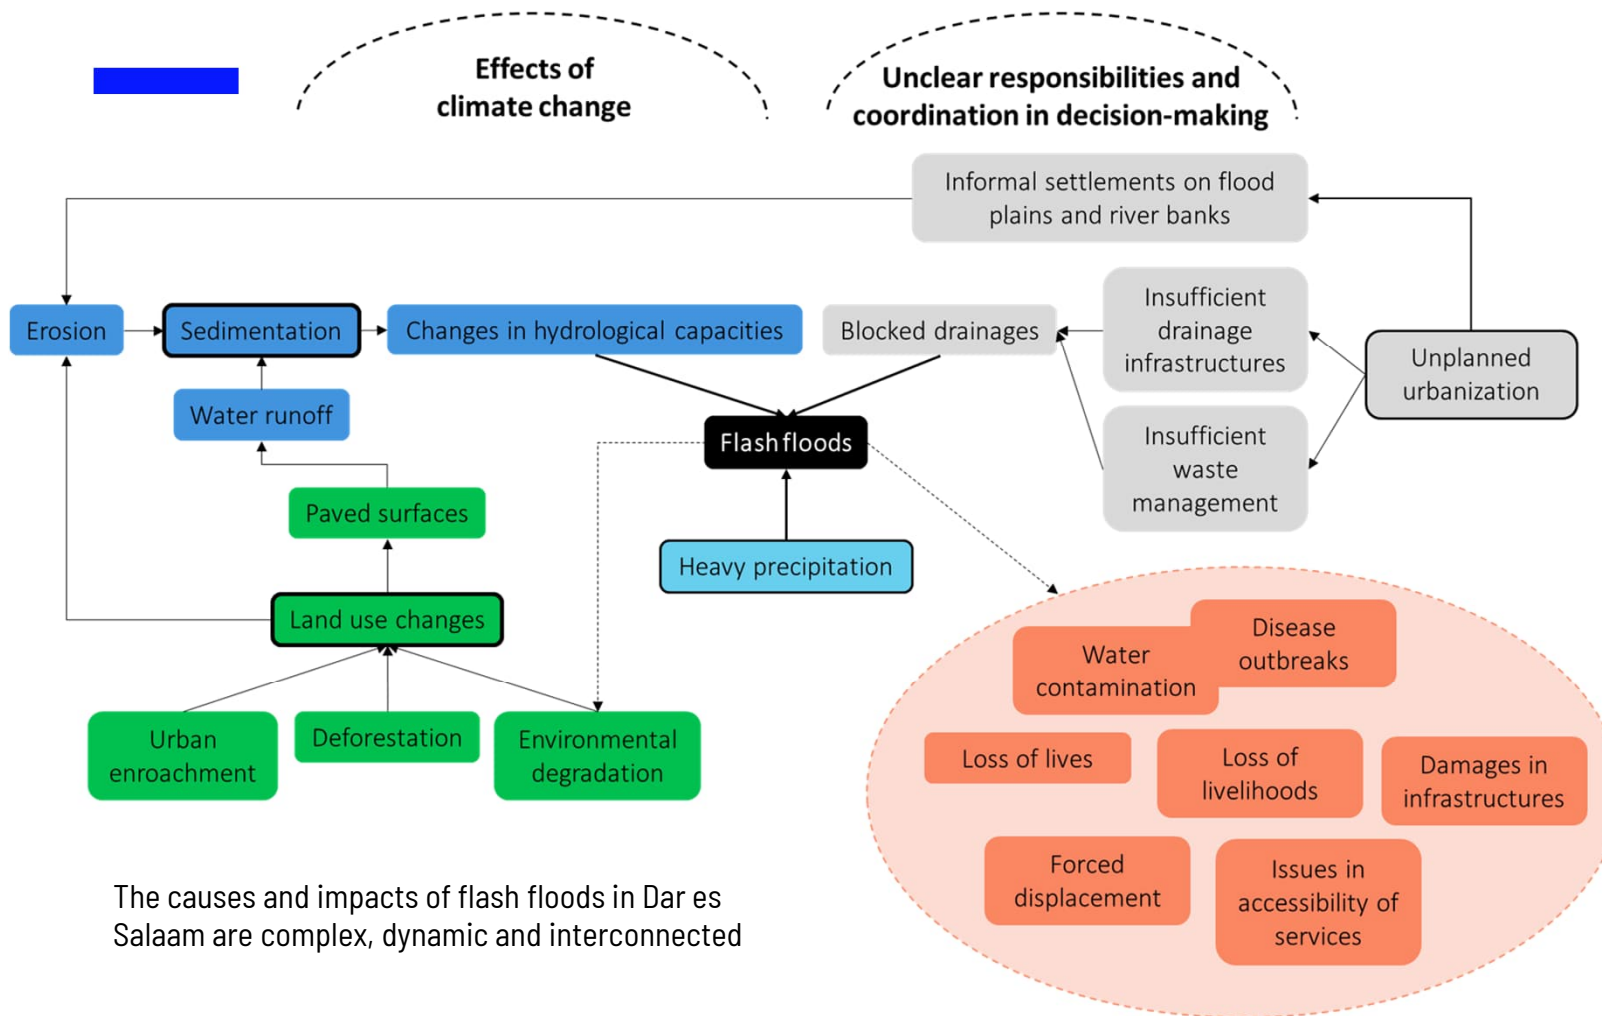 Effects of
climate change
Unclear responsibilities and
coordination in decision-making
Informal settlements on flood
plains and river banks
Erosion
Sedimentation
Changes in hydrological capacities
Blocked drainages
Insufficient
drainage
infrastructures
Unplanned
urbanization
Water runoff
Flash floods
Insufficient
waste
management
Paved surfaces
Heavy precipitation
Land use changes
Urban
enroachment
Deforestation
Environmental
degradation
Disease
outbreaks
Water
contamination
Loss of lives
Loss of
livelihoods
Damages in
infrastructures
Forced
displacement
Issues in
accessibility of
services
The causes and impacts of flash floods in Dar es
Salaam are complex, dynamic and interconnected